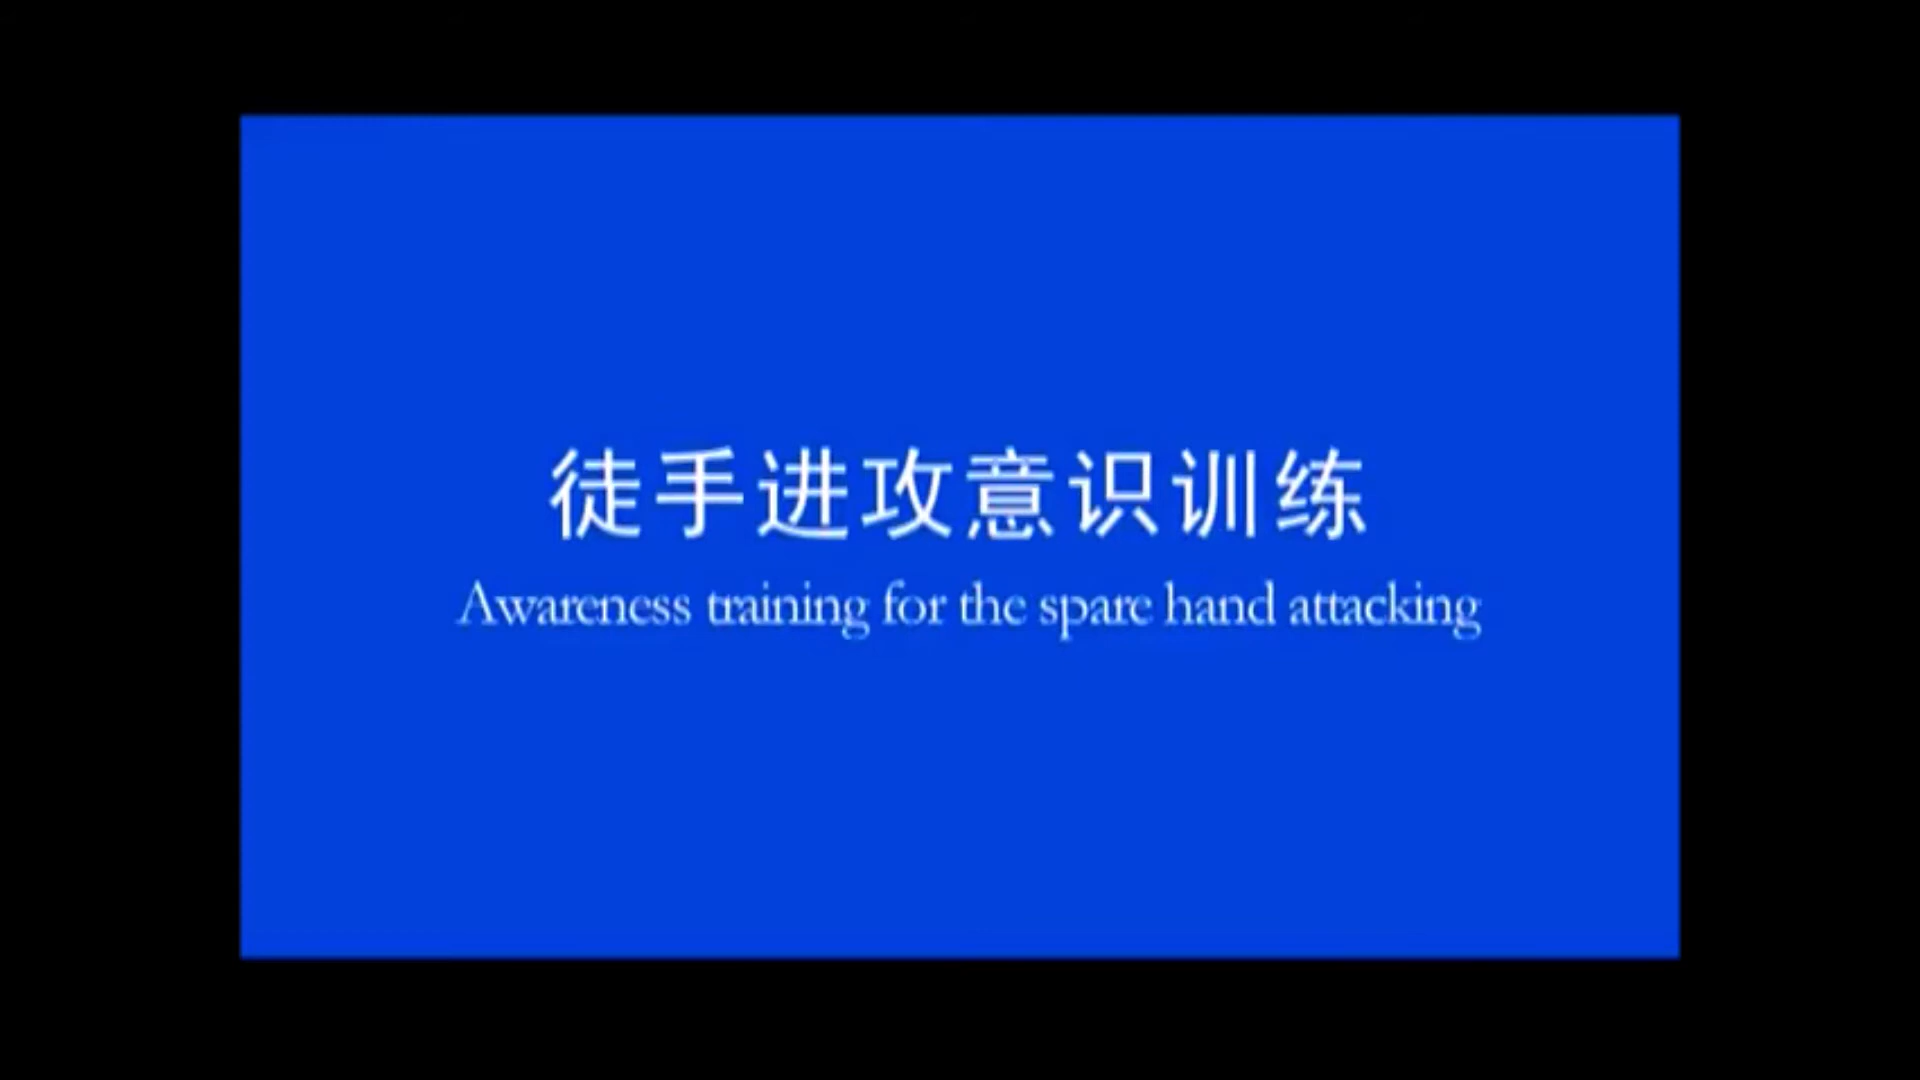 徒手进攻意识训练
Awareness training for the spare hand attacking